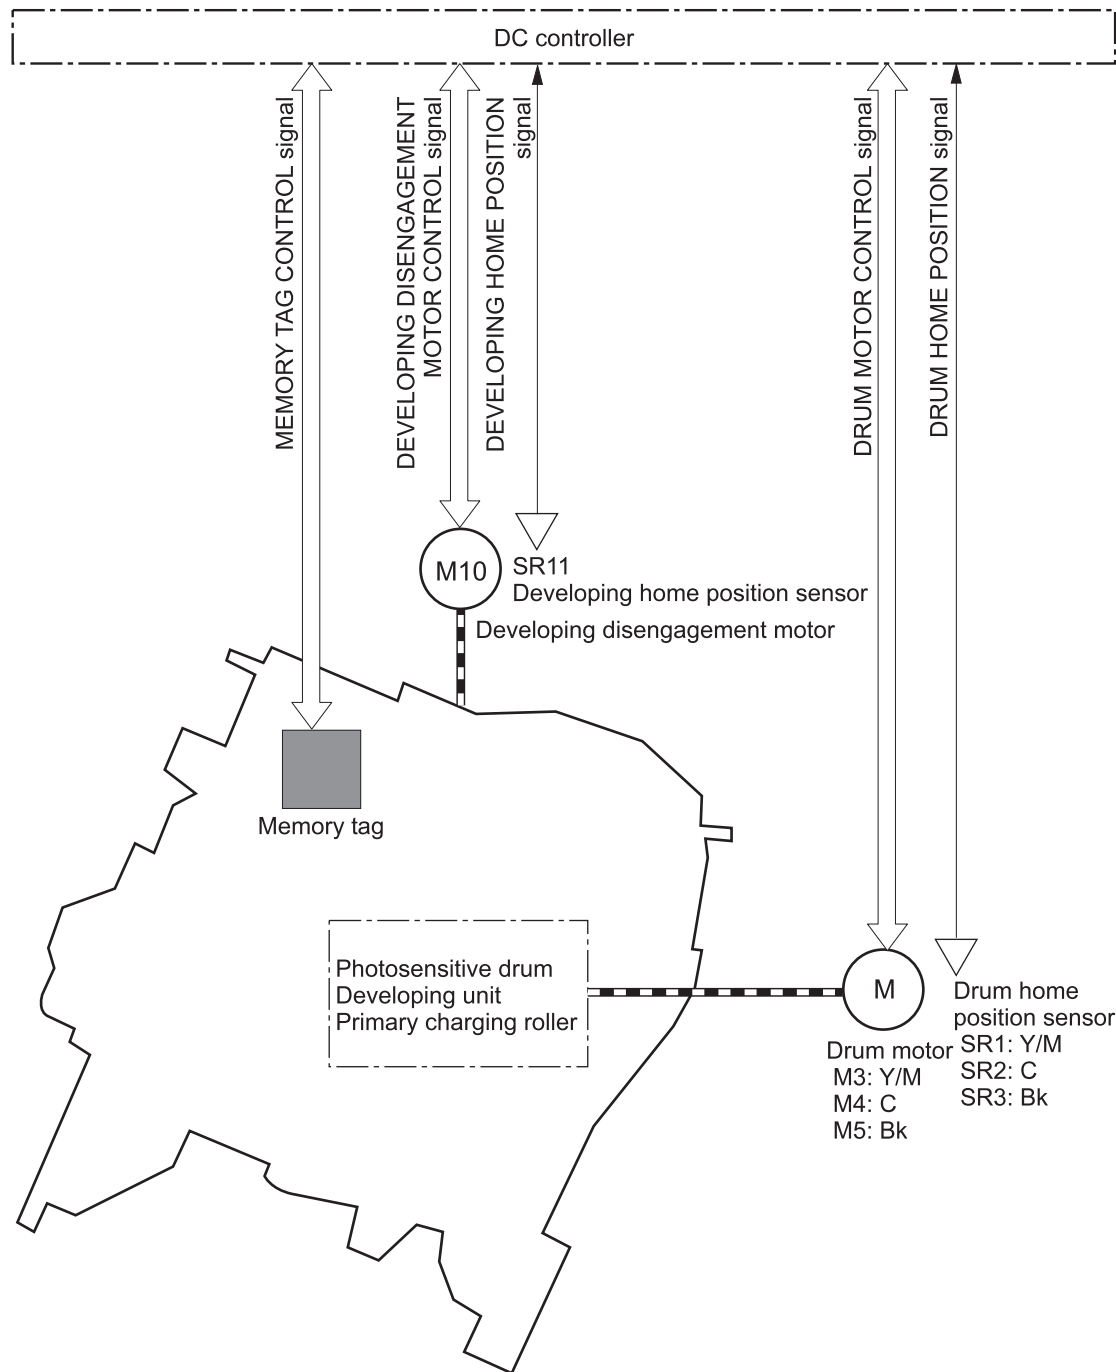 DC controller
MEMORY TAG CONTROL signal
DEVELOPING DISENGAGEMENT
MOTOR CONTROL signal
DEVELOPING HOME POSITION
signal
DRUM MOTOR CONTROL signal
DRUM HOME POSITION signal
M10
SR11
Developing home position sensor
Developing disengagement motor
Memory tag
Photosensitive drum
Developing unit
Primary charging roller
M
Drum motor
M3: Y/M
M4: C
M5: Bk
Drum home
position sensor
SR1: Y/M
SR2: C
SR3: Bk